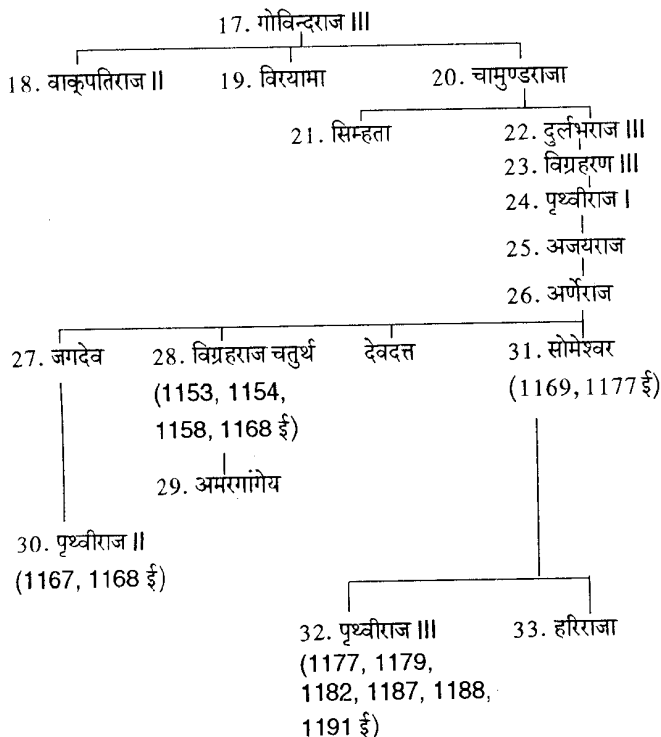 17. गोविन्दराज III
18. वाक्पतिराज II 19. विरयामा 20. चामुण्डराजा
21. सिम्हता 22. दुर्लभराज III
23. विग्रहरण III
24. पृथ्वीराज I
25. अजयराज
26. अर्णेराज
27. जगदेव 28. विग्रहराज चतुर्थ देवदत्त 31. सोमेश्वर
(1153, 1154, (1169, 1177 ई)
1158, 1168 ई)
29. अमरगांगेय
30. पृथ्वीराज II
(1167, 1168 ई)
32. पृथ्वीराज III 33. हरिराजा
(1177, 1179,
1182, 1187, 1188,
1191 ई)